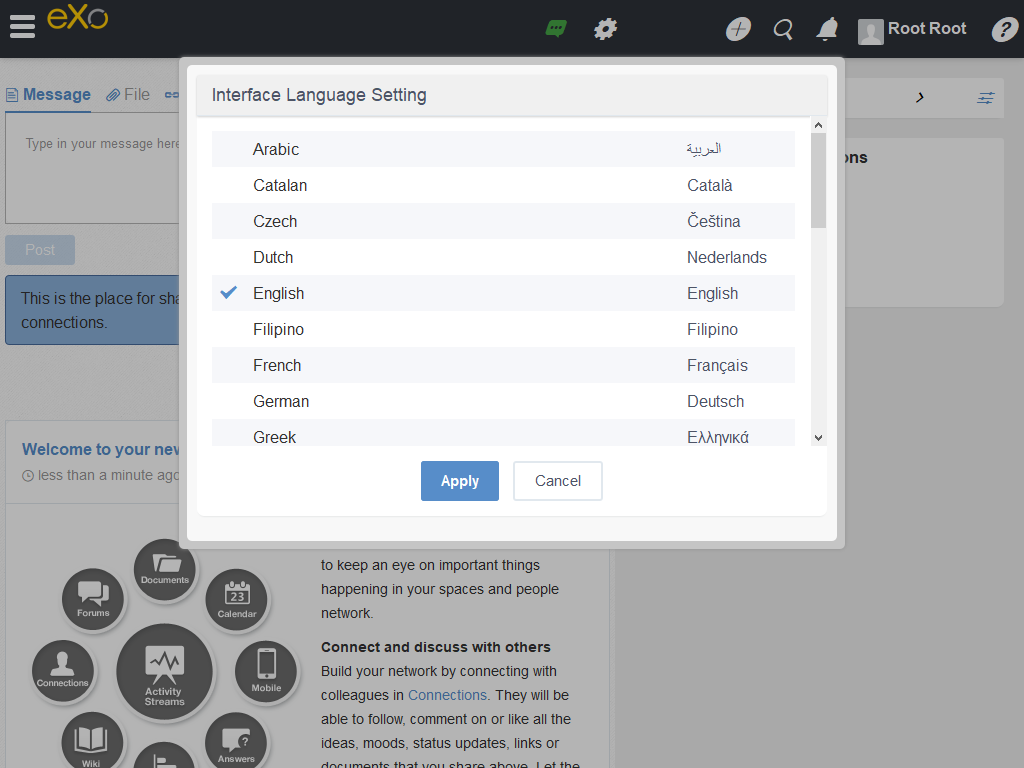 eXo
Root Root
?
Message
File
Type in your message here
Post
This is the place for sha
connections.
Interface Language Setting
Arabic العربية
Catalan Català
Czech Čeština
Dutch Nederlands
English English
Filipino Filipino
French Français
German Deutsch
Greek Ελληνικά
Apply
Cancel
ons
Welcome to your new
less than a minute ago
Documents
Forums
23
Calendar
Connections
Activity
Streams
Mobile
Wiki
?
Answers
to keep an eye on important things
happening in your spaces and people
network.
Connect and discuss with others
Build your network by connecting with
colleagues in Connections. They will be
able to follow, comment on or like all the
ideas, moods, status updates, links or
documents that you share above. Let the